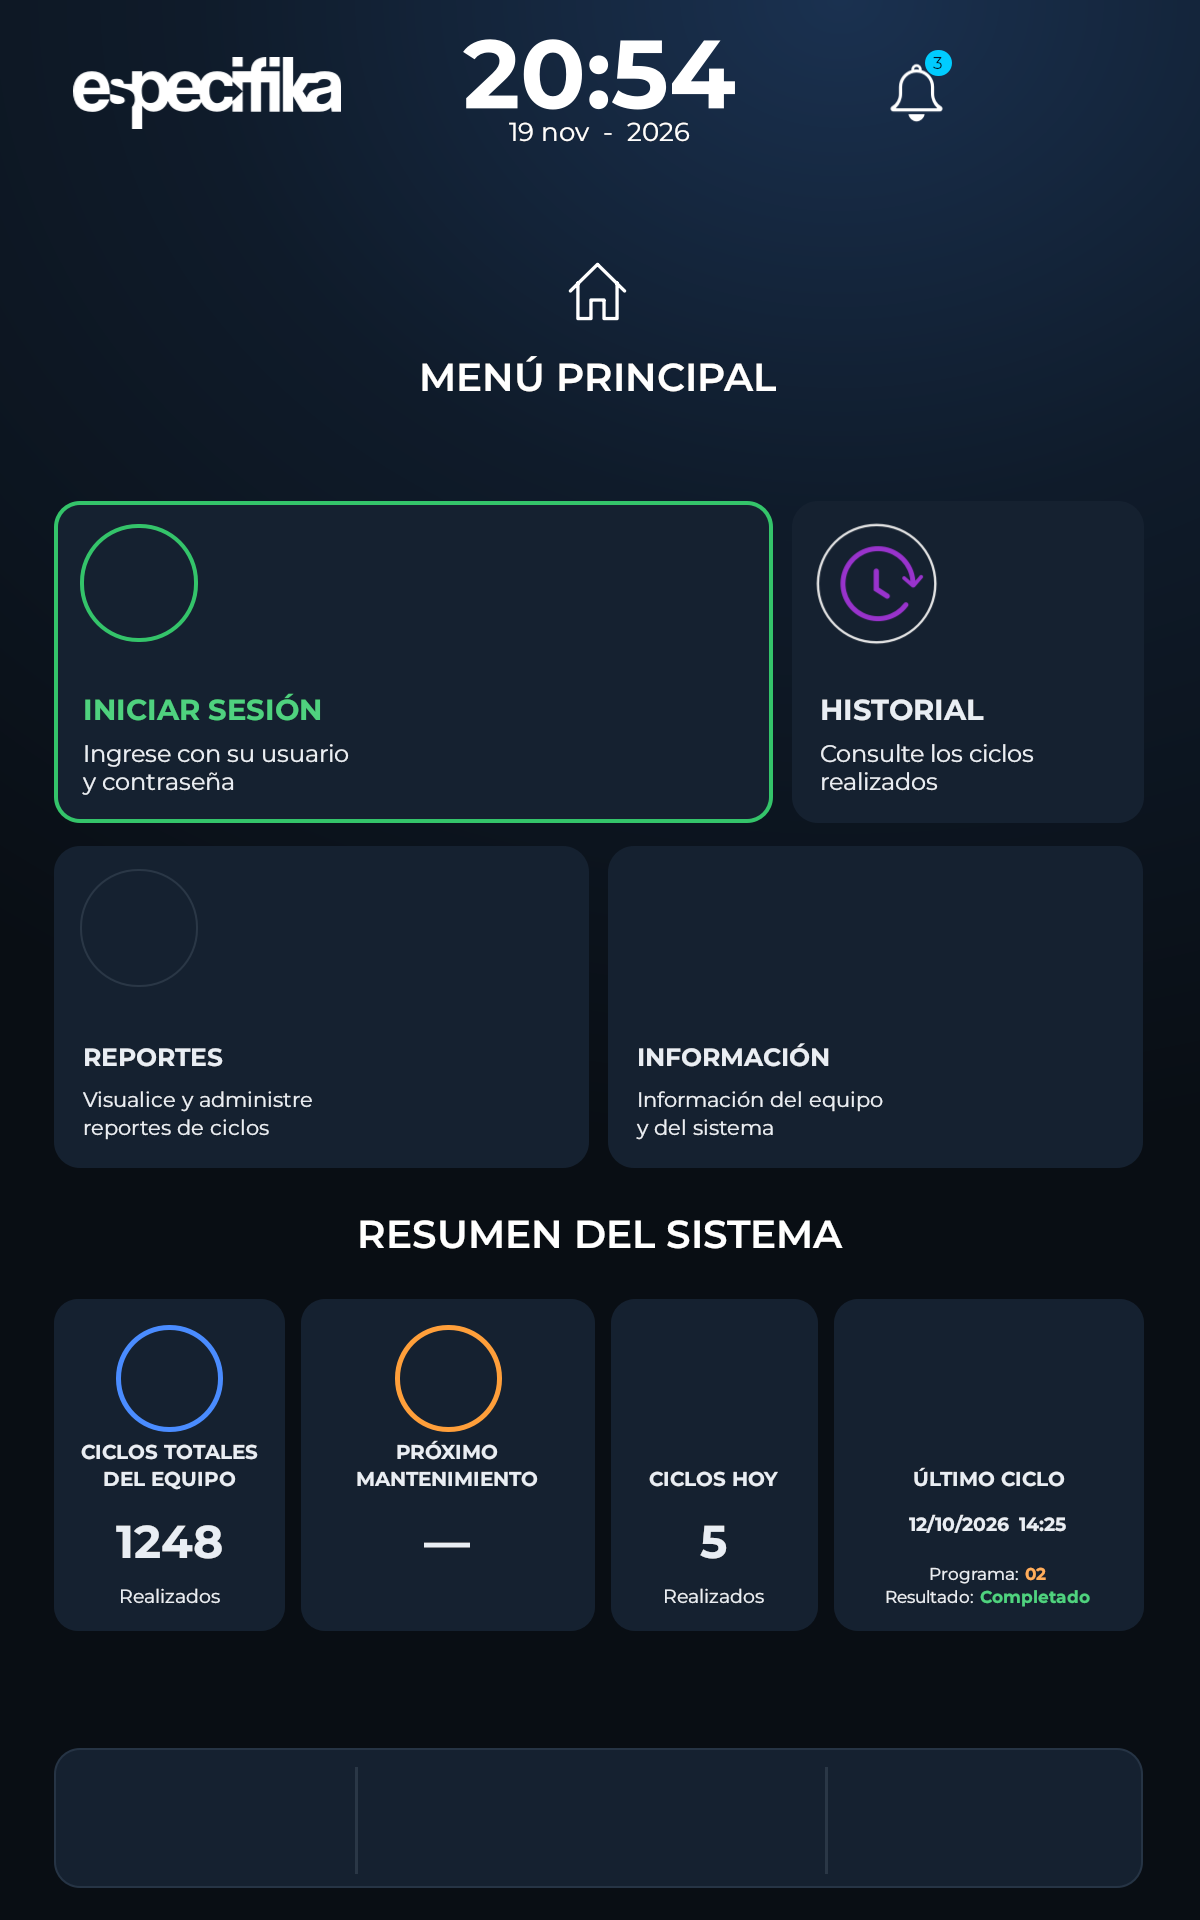 especifika
20:54
3
19 nov - 2026
MENÚ PRINCIPAL
INICIAR SESIÓN
Ingrese con su usuario
y contraseña
HISTORIAL
Consulte los ciclos
realizados
REPORTES
Visualice y administre
reportes de ciclos
INFORMACIÓN
Información del equipo
y del sistema
RESUMEN DEL SISTEMA
CICLOS TOTALES
DEL EQUIPO
1248
Realizados
PRÓXIMO
MANTENIMIENTO
—
CICLOS HOY
5
Realizados
ÚLTIMO CICLO
12/10/2026 14:25
Programa: 02
Resultado: Completado